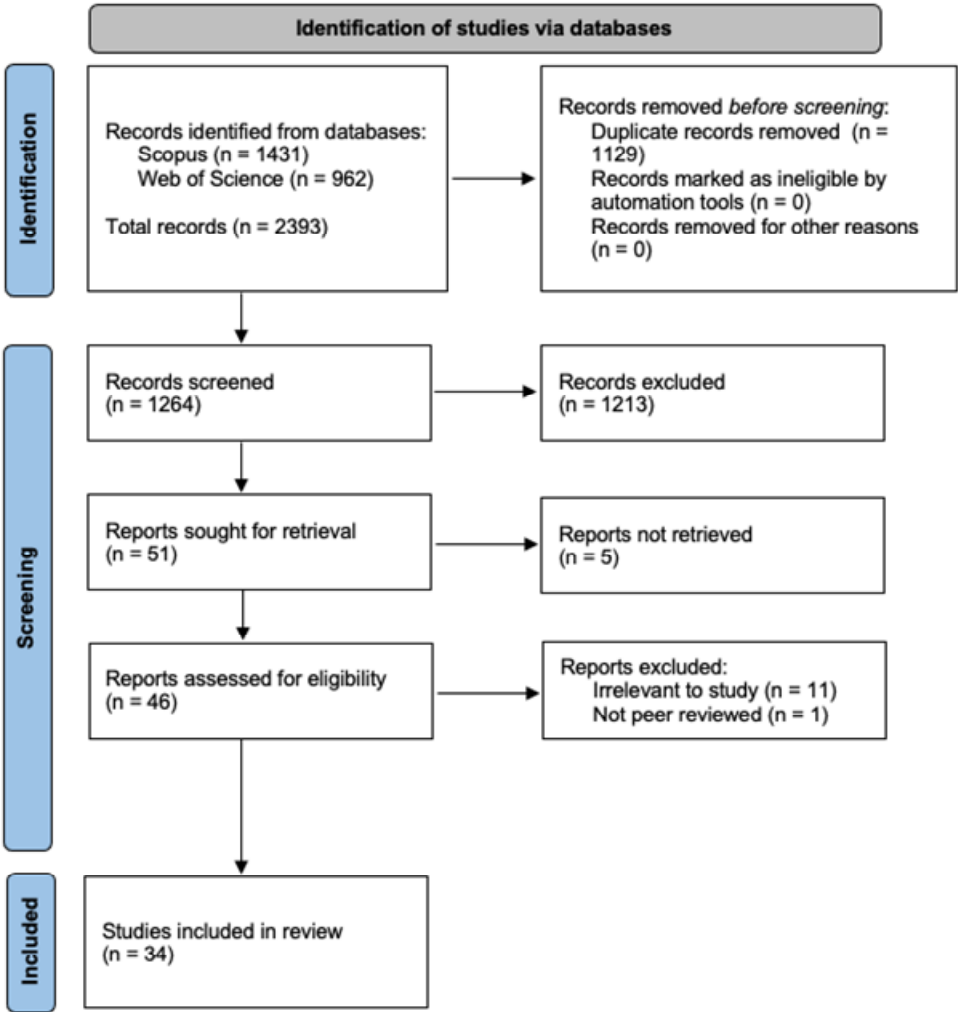 Identification of studies via databases
Identification
Records identified from databases:
Scopus (n = 1431)
Web of Science (n = 962)
Total records (n = 2393)
Records removed before screening:
Duplicate records removed (n =
1129)
Records marked as ineligible by
automation tools (n = 0)
Records removed for other reasons
(n = 0)
Screening
Records screened
(n = 1264)
Records excluded
(n = 1213)
Reports sought for retrieval
(n = 51)
Reports not retrieved
(n = 5)
Reports assessed for eligibility
(n = 46)
Reports excluded:
Irrelevant to study (n = 11)
Not peer reviewed (n = 1)
Included
Studies included in review
(n = 34)